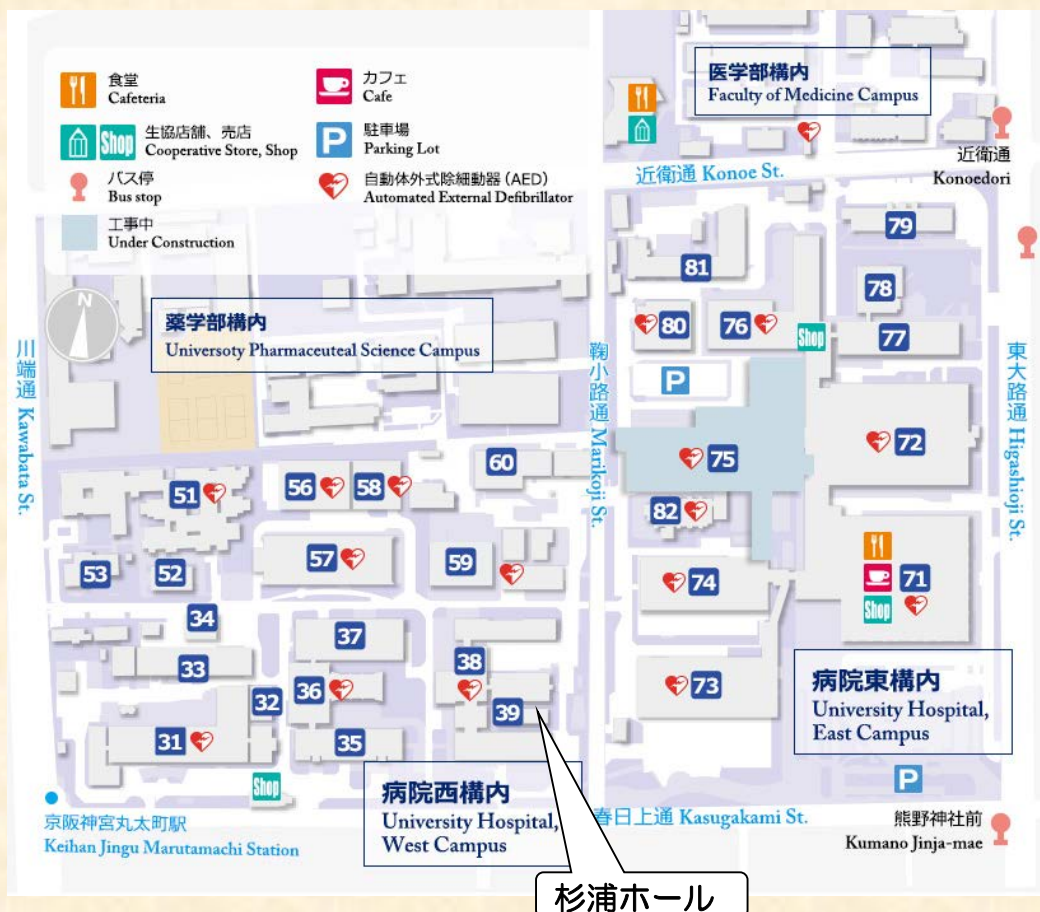 食堂
Cafeteria
カフェ
Cafe
Shop
生協店舗、売店
Cooperative Store, Shop
P
駐車場
Parking Lot
バス停
Bus stop
自動体外式除細動器 (AED)
Automated External Defibrillator
工事中
Under Construction
医学部構内
Faculty of Medicine Campus
近衛通 Konoe St.
近衛通
Konoedori
N
薬学部構内
Universoty Pharmaceuteal Science Campus
川端通 Kawabata St.
鞠小路通 Marikoji St.
東大路通 Higashioji St.
79
81
78
80
76
Shop
77
P
72
75
60
56
58
51
82
57
59
53
52
74
71
Shop
34
37
33
38
36
32
39
73
31
35
Shop
病院東構内
University Hospital,
East Campus
P
病院西構内
University Hospital,
West Campus
京阪神宮丸太町駅
Keihan Jingu Marutamachi Station
春日上通 Kasugakami St.
熊野神社前
Kumano Jinja-mae
杉浦ホール